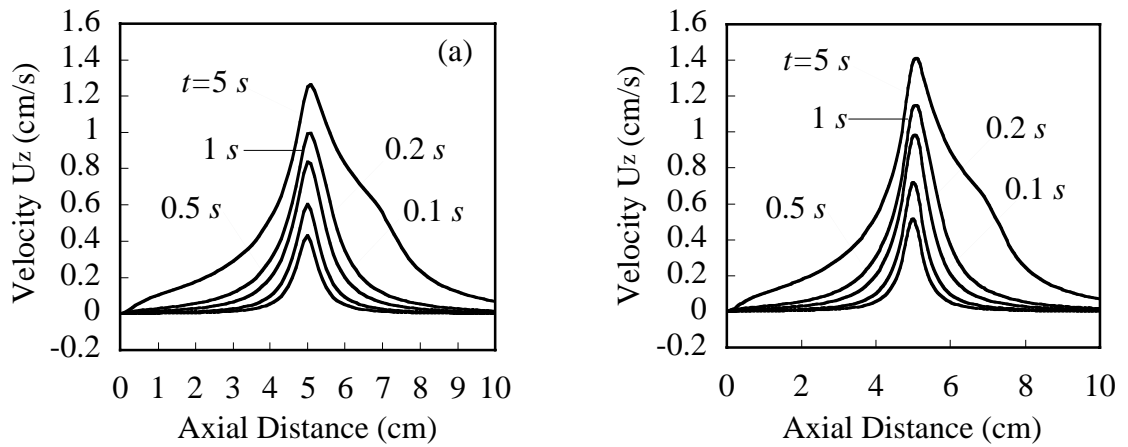 1.6
1.4
1.2
1
0.8
0.6
0.4
0.2
0
-0.2
Velocity Uz (cm/s)
(a)
t=5 s
1 s
0.2 s
0.5 s
0.1 s
0 1 2 3 4 5 6 7 8 9 10
Axial Distance (cm)
1.6
1.4
1.2
1
0.8
0.6
0.4
0.2
0
-0.2
Velocity Uz (cm/s)
t=5 s
1 s
0.2 s
0.5 s
0.1 s
0 2 4 6 8 10
Axial Distance (cm)